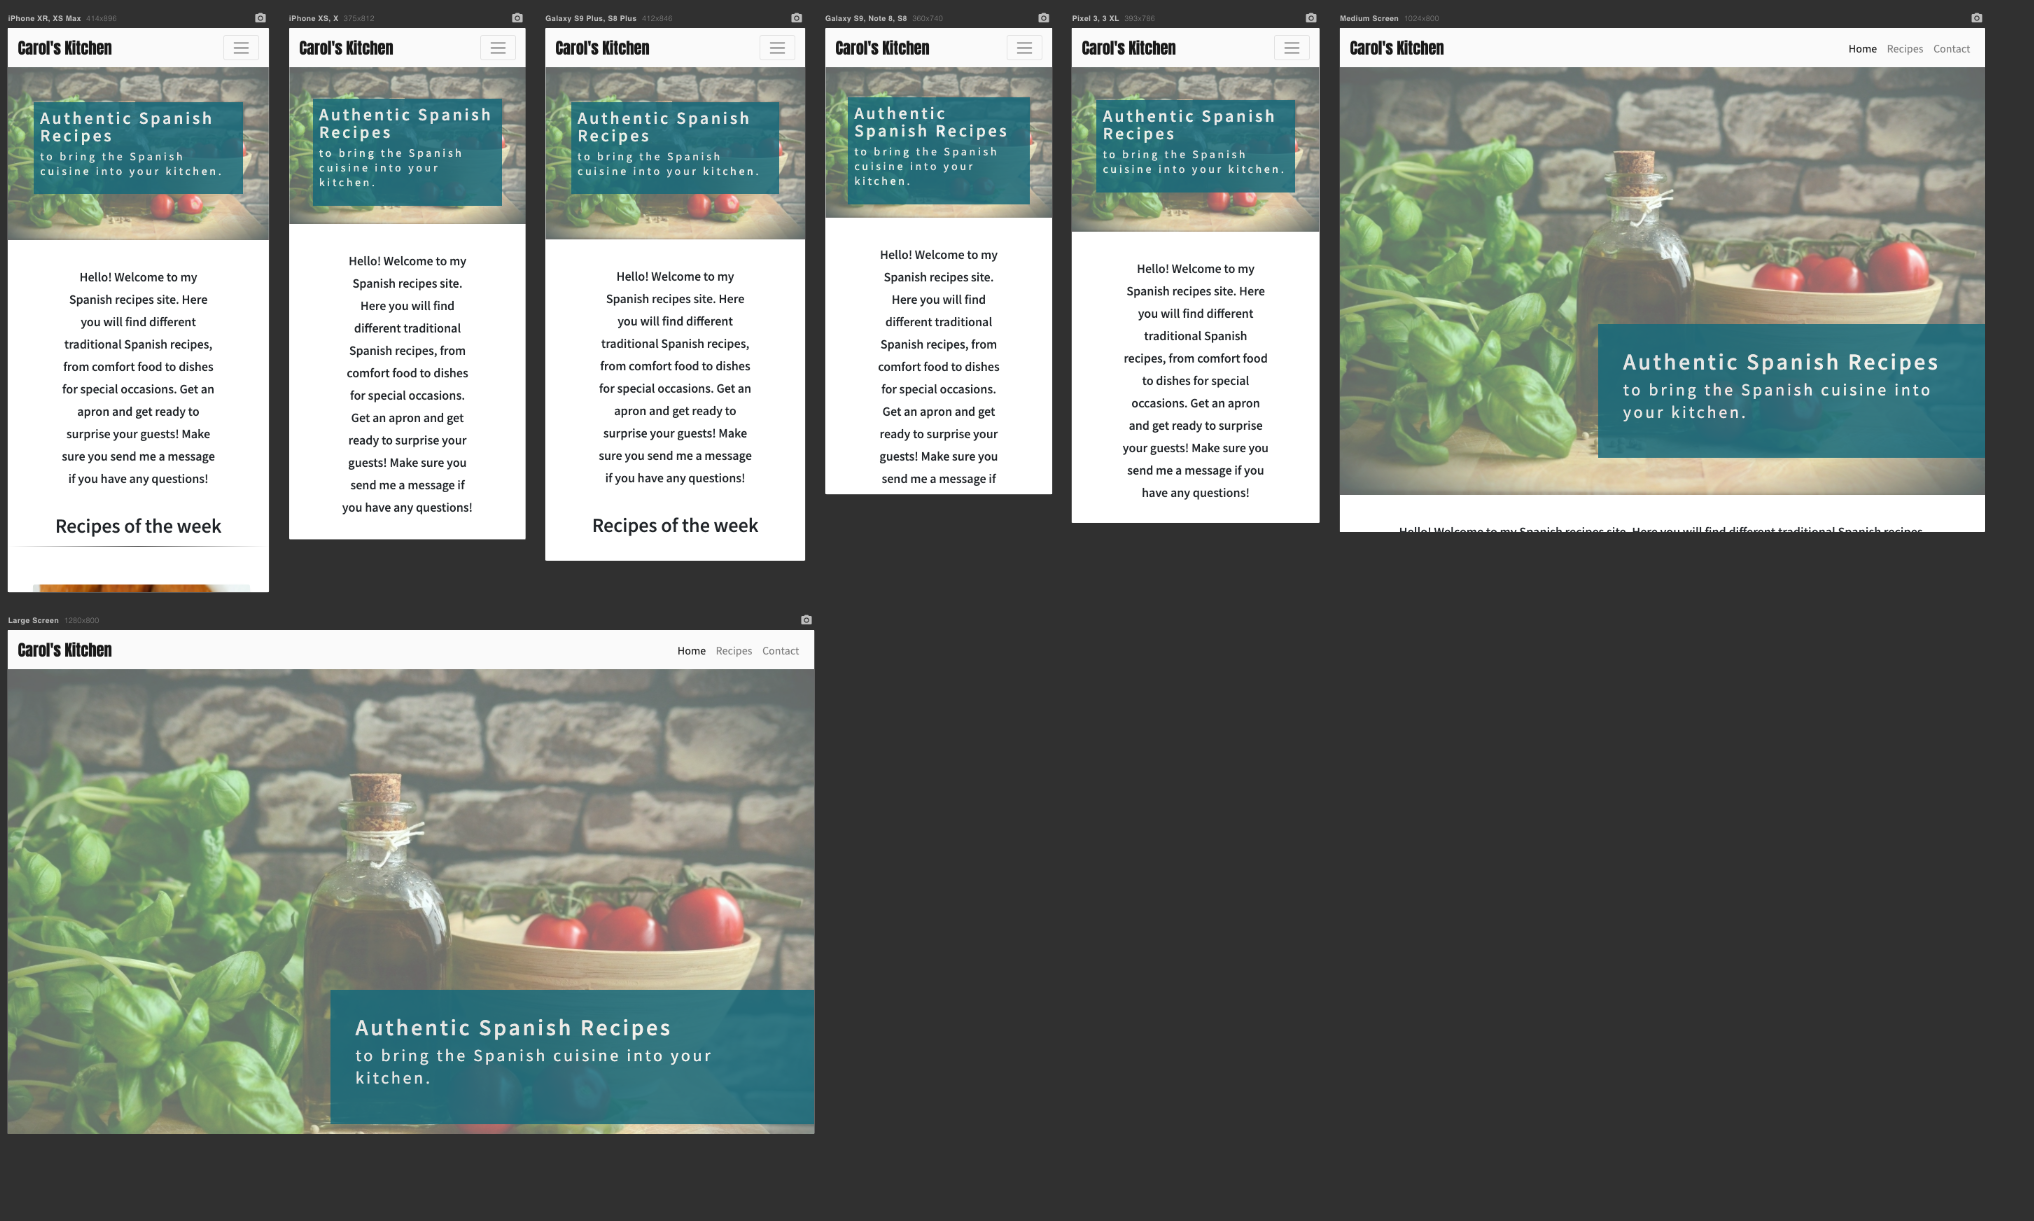 iPhone XR, XS Max 414x896
Carol's Kitchen
Authentic Spanish
Recipes
to bring the Spanish
cuisine into your kitchen.
Hello! Welcome to my
Spanish recipes site. Here
you will find different
traditional Spanish recipes,
from comfort food to dishes
for special occasions. Get an
apron and get ready to
surprise your guests! Make
sure you send me a message
if you have any questions!
Recipes of the week
iPhone XS, X 375x812
Carol's Kitchen
Authentic Spanish
Recipes
to bring the Spanish
cuisine into your
kitchen.
Hello! Welcome to my
Spanish recipes site.
Here you will find
different traditional
Spanish recipes, from
comfort food to dishes
for special occasions.
Get an apron and get
ready to surprise your
guests! Make sure you
send me a message if
you have any questions!
Galaxy S9 Plus, S8 Plus 412x846
Carol's Kitchen
Authentic Spanish
Recipes
to bring the Spanish
cuisine into your kitchen.
Hello! Welcome to my
Spanish recipes site. Here
you will find different
traditional Spanish recipes,
from comfort food to dishes
for special occasions. Get an
apron and get ready to
surprise your guests! Make
sure you send me a message
if you have any questions!
Recipes of the week
Galaxy S9, Note 8, S8 360x740
Carol's Kitchen
Authentic
Spanish Recipes
to bring the Spanish
cuisine into your
kitchen.
Hello! Welcome to my
Spanish recipes site.
Here you will find
different traditional
Spanish recipes, from
comfort food to dishes
for special occasions.
Get an apron and get
ready to surprise your
guests! Make sure you
send me a message if
Pixel 3, 3 XL 393x786
Carol's Kitchen
Authentic Spanish
Recipes
to bring the Spanish
cuisine into your kitchen.
Hello! Welcome to my
Spanish recipes site. Here
you will find different
traditional Spanish
recipes, from comfort food
to dishes for special
occasions. Get an apron
and get ready to surprise
your guests! Make sure you
send me a message if you
have any questions!
Medium Screen 1024x800
Carol's Kitchen
Home Recipes Contact
Authentic Spanish Recipes
to bring the Spanish cuisine into
your kitchen.
Hello! Welcome to my Spanish recipes site. Here you will find different traditional Spanish recipes,
Large Screen 1280x800
Carol's Kitchen
Home Recipes Contact
Authentic Spanish Recipes
to bring the Spanish cuisine into your
kitchen.